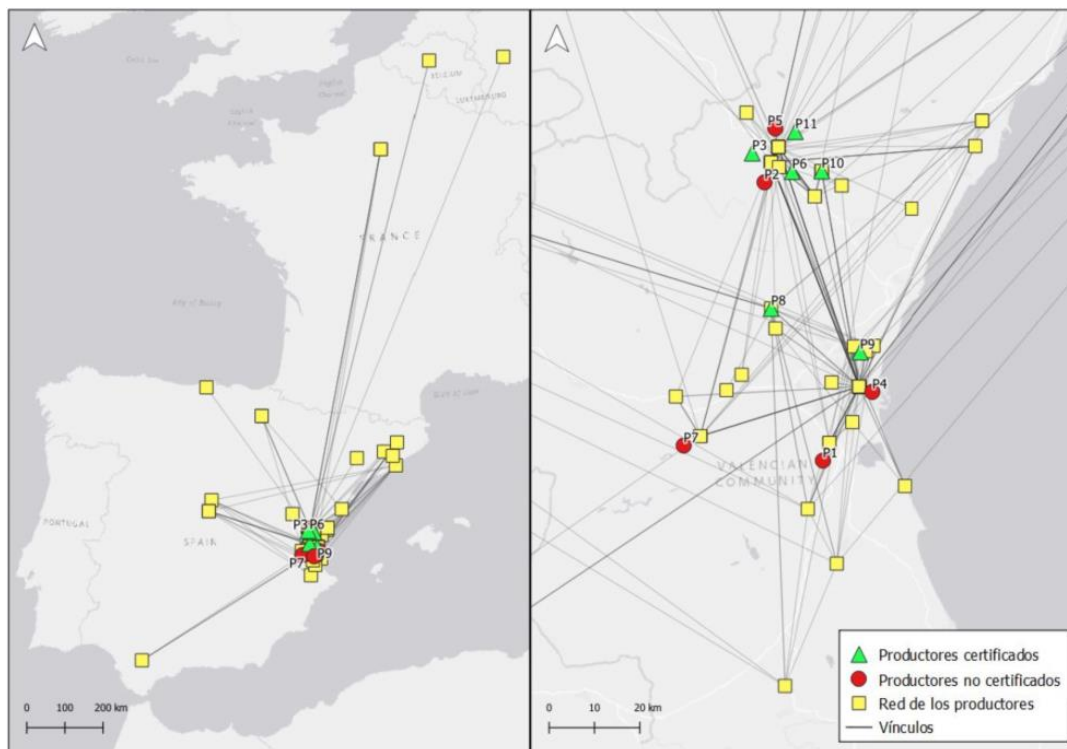 BELGIUM
LUXEMBURG
FRANCE
PORTUGAL
SPAIN
P3
P6
P7
P9
0
100
200 km
P5
P11
P3
P6
P10
P2
P8
P9
P4
P7
P1
VALENCIAN
COMMUNITY
0
10
20 km
Productores certificados
Productores no certificados
Red de los productores
Vínculos